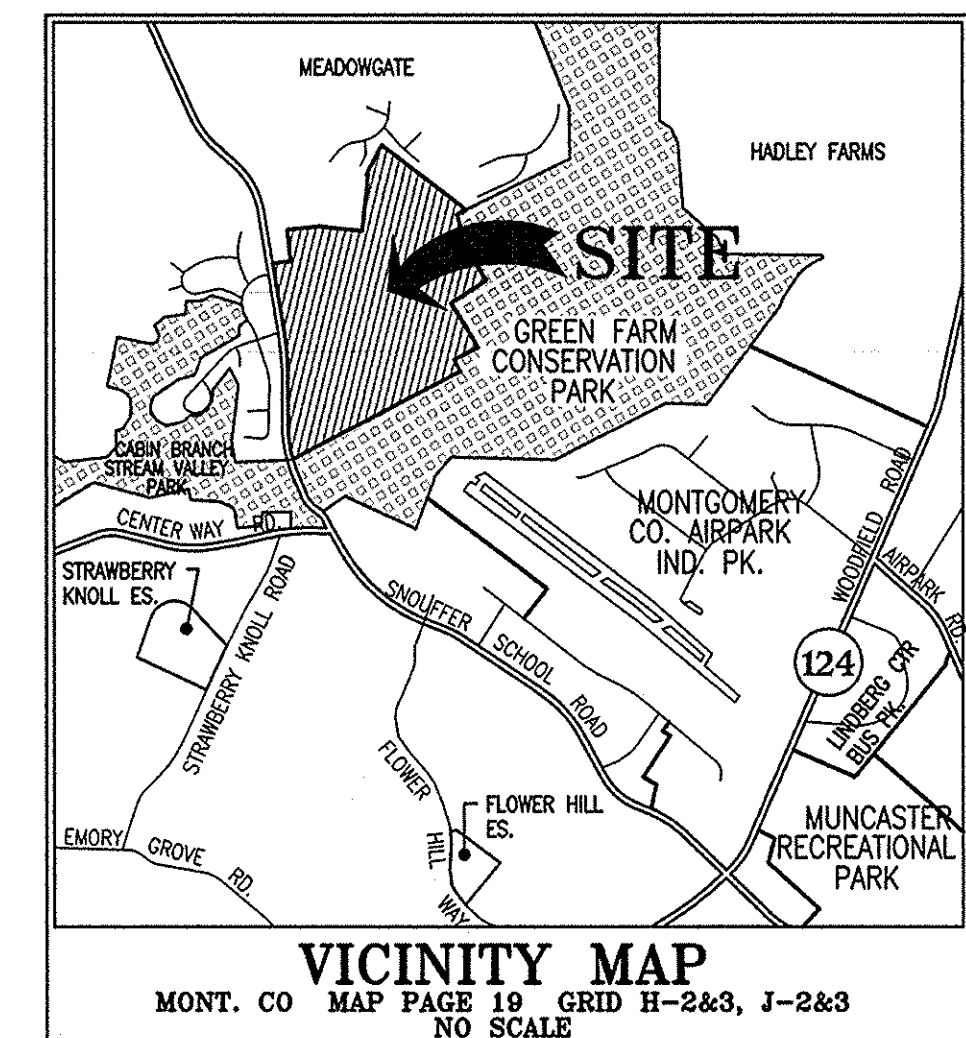 MEADOWGATE
HADLEY FARMS
SITE
GREEN FARM
CONSERVATION
PARK
CABIN BRANCH
STREAM VALLEY
PARK
CENTER WAY RD.
STRAWBERRY
KNOLL ES.
STRAWBERRY KNOLL ROAD
SNOUFFER
SCHOOL
ROAD
MONTGOMERY
CO. AIRPARK
IND. PK.
WOODFIELD ROAD
AIRPARK
RD.
124
LINDBERG CTR
BUS PK.
FLOWER
HILL
WAY
FLOWER HILL
ES.
EMORY GROVE
RD.
MUNCASTER
RECREATIONAL
PARK
VICINITY MAP
MONT. CO MAP PAGE 19 GRID H-2&3, J-2&3
NO SCALE